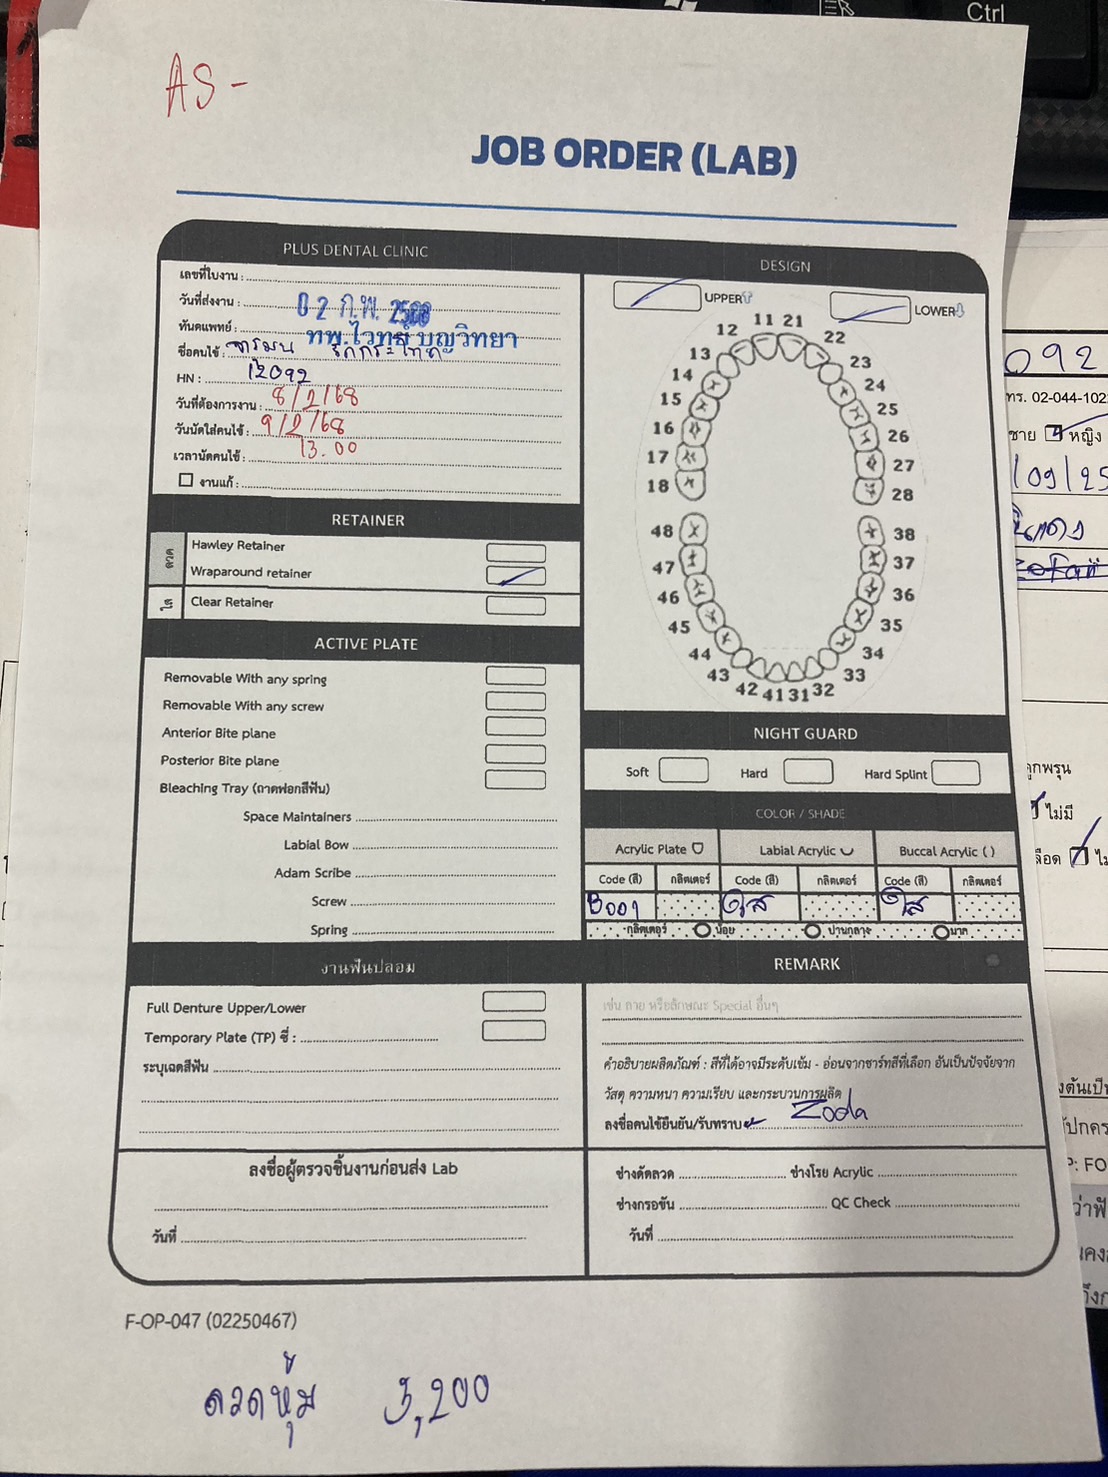 Ctrl
AS -
JOB ORDER (LAB)
PLUS DENTAL CLINIC
เลขที่ใบงาน :
วันที่ส่งงาน : 02 ก.พ. 2568
ทันตแพทย์ : ทพ.ไวทย์ บุญวิทยา
ชื่อคนไข้ :
HN : 12092
วันที่ต้องการงาน : 8/2/68
วันนัดใส่คนไข้ : 9/2/68
เวลานัดคนไข้ : 13.00
งานแก้ :
RETAINER
ลวด
Hawley Retainer
Wraparound retainer
ใส
Clear Retainer
ACTIVE PLATE
Removable With any spring
Removable With any screw
Anterior Bite plane
Posterior Bite plane
Bleaching Tray (ถาดฟอกสีฟัน)
Space Maintainers
Labial Bow
Adam Scribe
Screw
Spring
งานฟันปลอม
Full Denture Upper/Lower
Temporary Plate (TP) ซี่ :
ระบุเฉดสีฟัน
ลงชื่อผู้ตรวจชิ้นงานก่อนส่ง Lab
วันที่
DESIGN
UPPER
LOWER
11 21
12 22
13 23
14 24
15 25
16 26
17 27
18 28
48 38
47 37
46 36
45 35
44 34
43 33
42 41 31 32
NIGHT GUARD
Soft Hard Hard Splint
COLOR / SHADE
Acrylic Plate Labial Acrylic Buccal Acrylic ( )
Code (สี) กลิตเตอร์ Code (สี) กลิตเตอร์ Code (สี) กลิตเตอร์
B001 ใส ใส
กลิตเตอร์ น้อย ปานกลาง มาก
REMARK
เช่น ลาย หรือลักษณะ Special อื่นๆ
คำอธิบายผลิตภัณฑ์ : สีที่ได้อาจมีระดับเข้ม - อ่อนจากชาร์ทสีที่เลือก อันเป็นปัจจัยจาก
วัสดุ ความหนา ความเรียบ และกระบวนการผลิต
ลงชื่อคนไข้ยืนยัน/รับทราบ Zoda
ช่างดัดลวด ช่างโรย Acrylic
ช่างกรอขัน QC Check
วันที่
F-OP-047 (02250467)
ลวดหุ้ม 3,200
092
โทร. 02-044-102
ชาย หญิง
/09/25
ลูกพรุน
ไม่มี